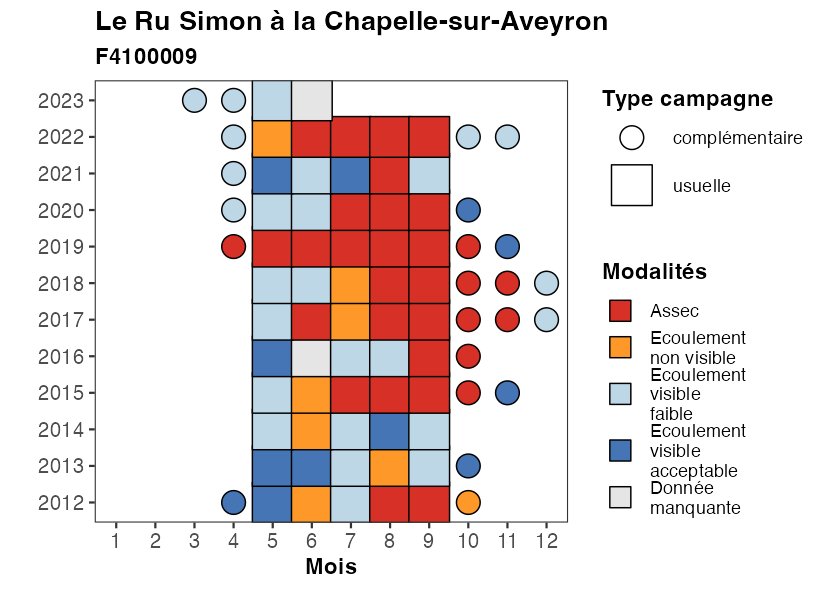 Le Ru Simon à la Chapelle-sur-Aveyron
F4100009
2023
2022
2021
2020
2019
2018
2017
2016
2015
2014
2013
2012
1 2 3 4 5 6 7 8 9 10 11 12
Mois
Type campagne
complémentaire
usuelle
Modalités
Assec
Ecoulement
non visible
Ecoulement
visible
faible
Ecoulement
visible
acceptable
Donnée
manquante